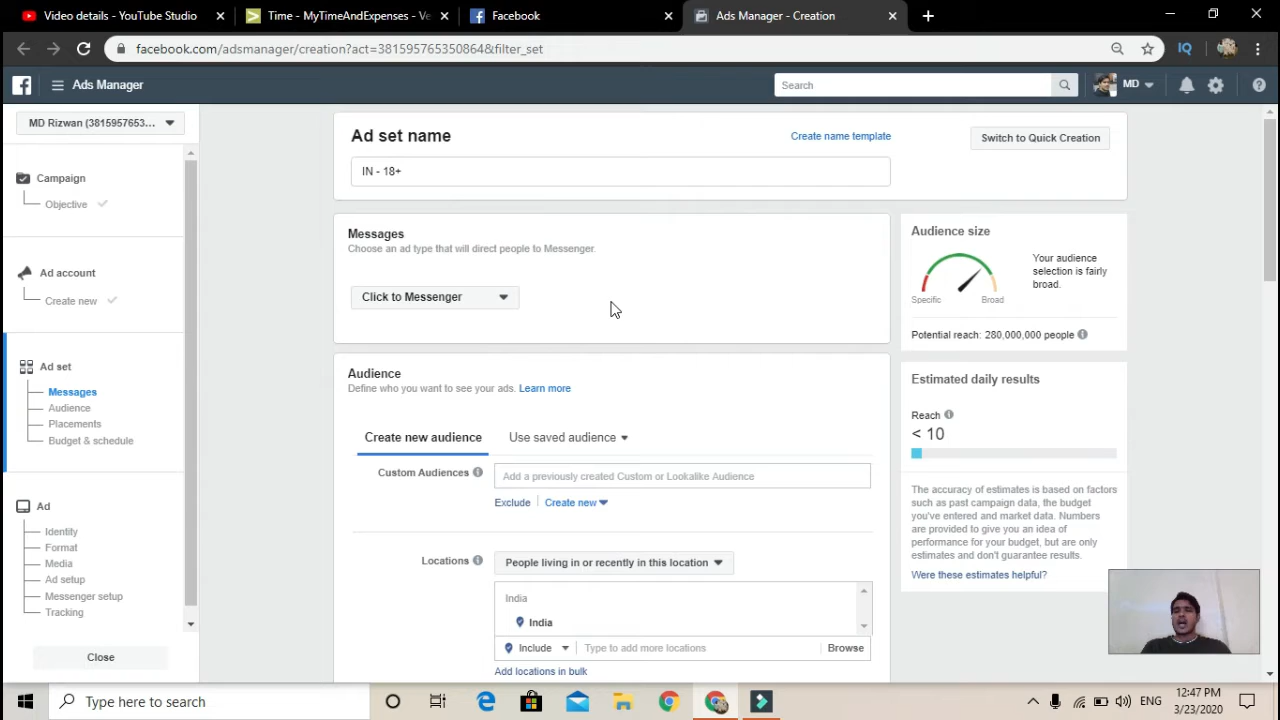 video details - YouTube Studio
Time - MyTimeAndExpenses - Ve
Facebook
Ads Manager - Creation
facebook.com/adsmanager/creation?act=3815957653508648&filter_set
Ads Manager
Search
MD
MD Rizwan (3815957653...
Campaign
Objective
Ad account
Create new
Ad set
Messages
Audience
Placements
Budget & schedule
Ad
Identity
Format
Media
Ad setup
Messenger setup
Tracking
Close
Ad set name
Create name template
Switch to Quick Creation
IN - 18+
Messages
Choose an ad type that will direct people to Messenger.
Click to Messenger
Audience
Define who you want to see your ads. Learn more
Create new audience
Use saved audience
Custom Audiences
Add a previously created Custom or Lookalike Audience
Exclude
Create new
Locations
People living in or recently in this location
India
India
Include
Type to add more locations
Browse
Add locations in bulk
Audience size
Your audience
selection is fairly
broad.
Specific
Broad
Potential reach: 280,000,000 people
Estimated daily results
Reach
< 10
The accuracy of estimates is based on factors
such as past campaign data, the budget
you've entered and market data. Numbers
are provided to give you an idea of
performance for your budget, but are only
estimates and don't guarantee results.
Were these estimates helpful?
Type here to search
ENG
12:47 PM
3/23/2020